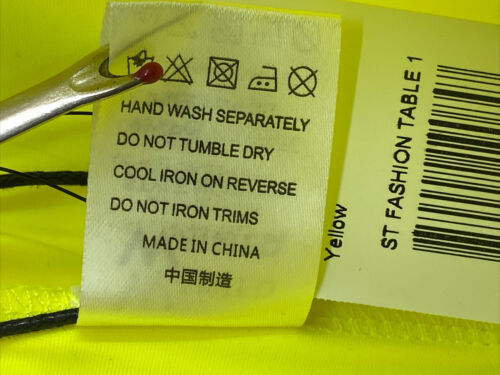 HAND WASH SEPARATELY
DO NOT TUMBLE DRY
COOL IRON ON REVERSE
DO NOT IRON TRIMS
MADE IN CHINA
中国制造
Yellow
ST FASHION TABLE 1